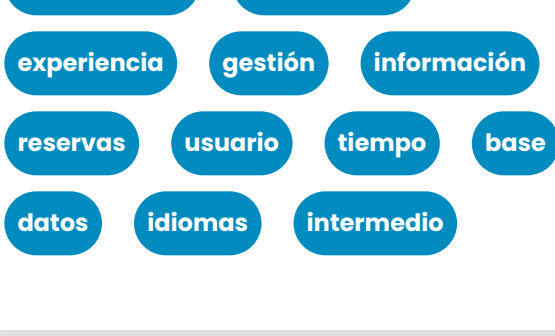 experiencia gestión información
reservas usuario tiempo base
datos idiomas intermedio